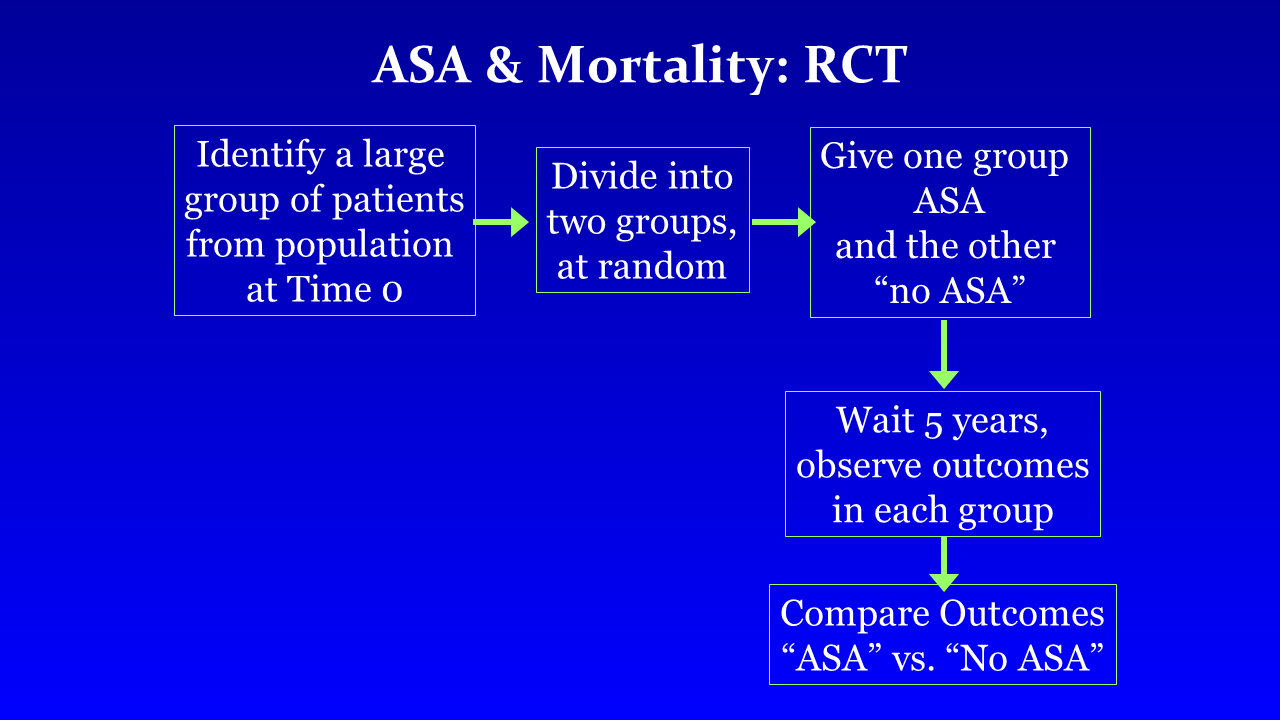 ASA & Mortality: RCT
Identify a large
group of patients
from population
at Time 0
Divide into
two groups,
at random
Give one group
ASA
and the other
“no ASA”
Wait 5 years,
observe outcomes
in each group
Compare Outcomes
“ASA” vs. “No ASA”